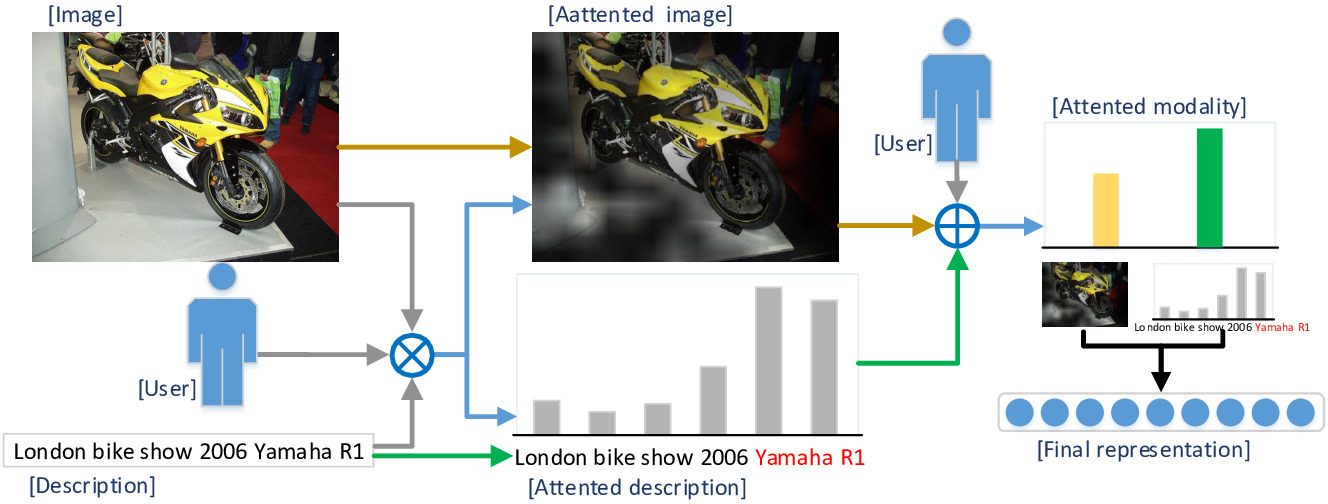 [Image]
[Aattented image]
[User]
[Attented modality]
YAMAHA
[User]
London bike show 2006 Yamaha R1
London bike show 2006 Yamaha R1
London bike show 2006 Yamaha R1
[Description]
[Attented description]
[Final representation]